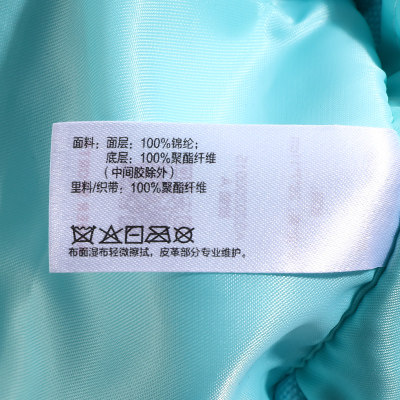 面料：面层：100%锦纶；
底层：100%聚酯纤维
（中间胶除外）
里料/织带：100%聚酯纤维
布面湿布轻微擦拭，皮革部分专业维护。